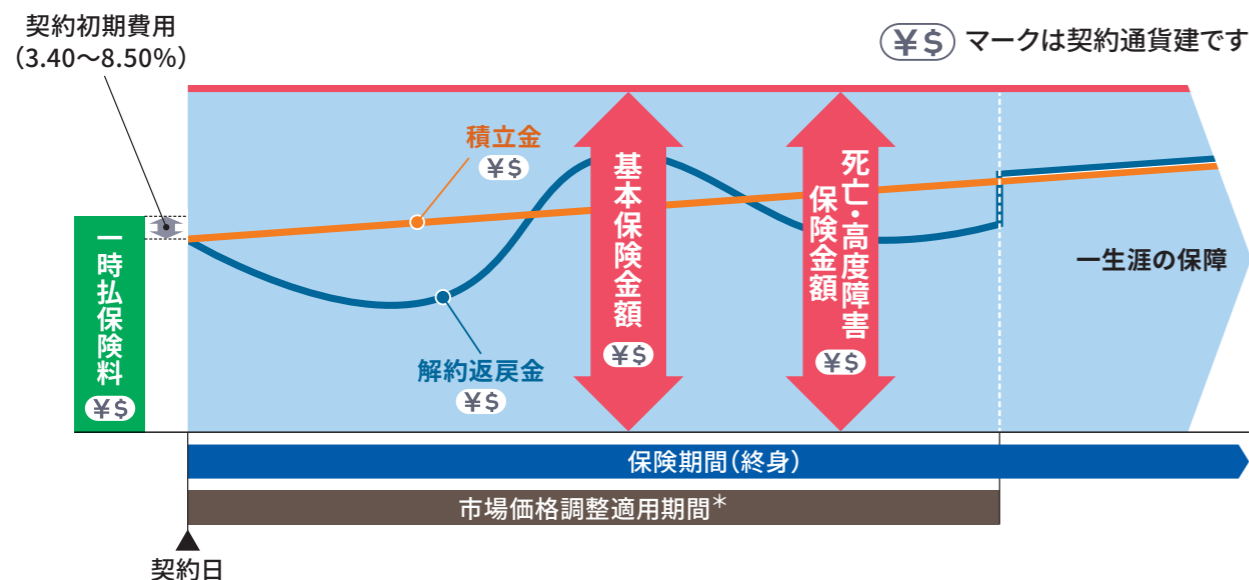 契約初期費用
（3.40～8.50%）
¥$ マークは契約通貨建です
積立金
¥$
一時払保険料
¥$
解約返戻金
¥$
基本保険金額
¥$
死亡・高度障害
保険金額
¥$
一生涯の保障
保険期間（終身）
市場価格調整適用期間＊
契約日